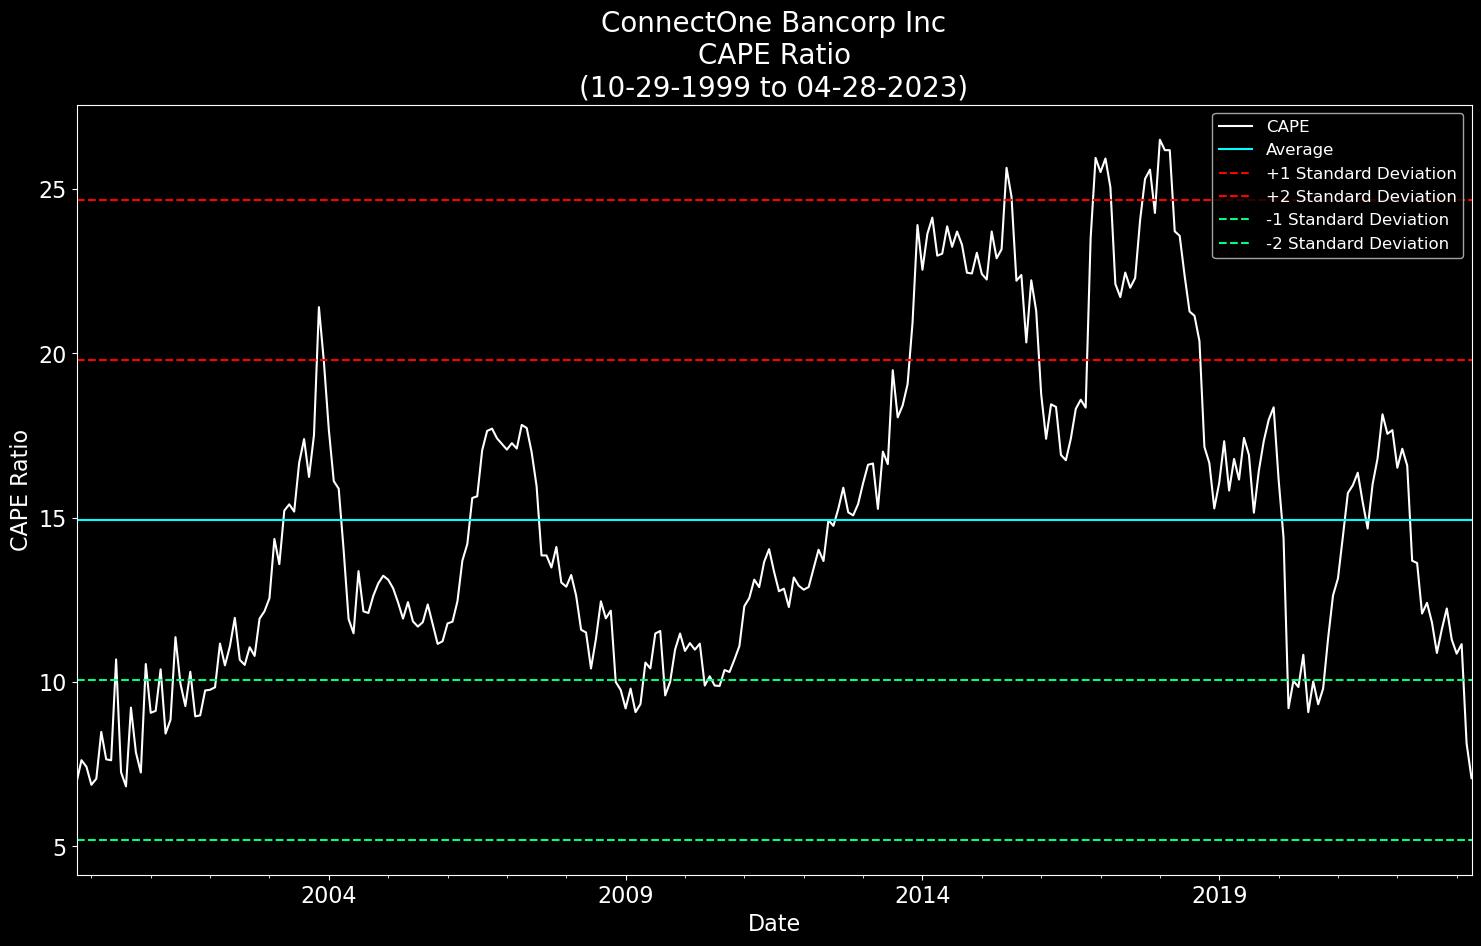 ConnectOne Bancorp Inc
CAPE Ratio
(10-29-1999 to 04-28-2023)
CAPE
Average
+1 Standard Deviation
+2 Standard Deviation
-1 Standard Deviation
-2 Standard Deviation
25
20
15
10
5
CAPE Ratio
2004
2009
2014
2019
Date